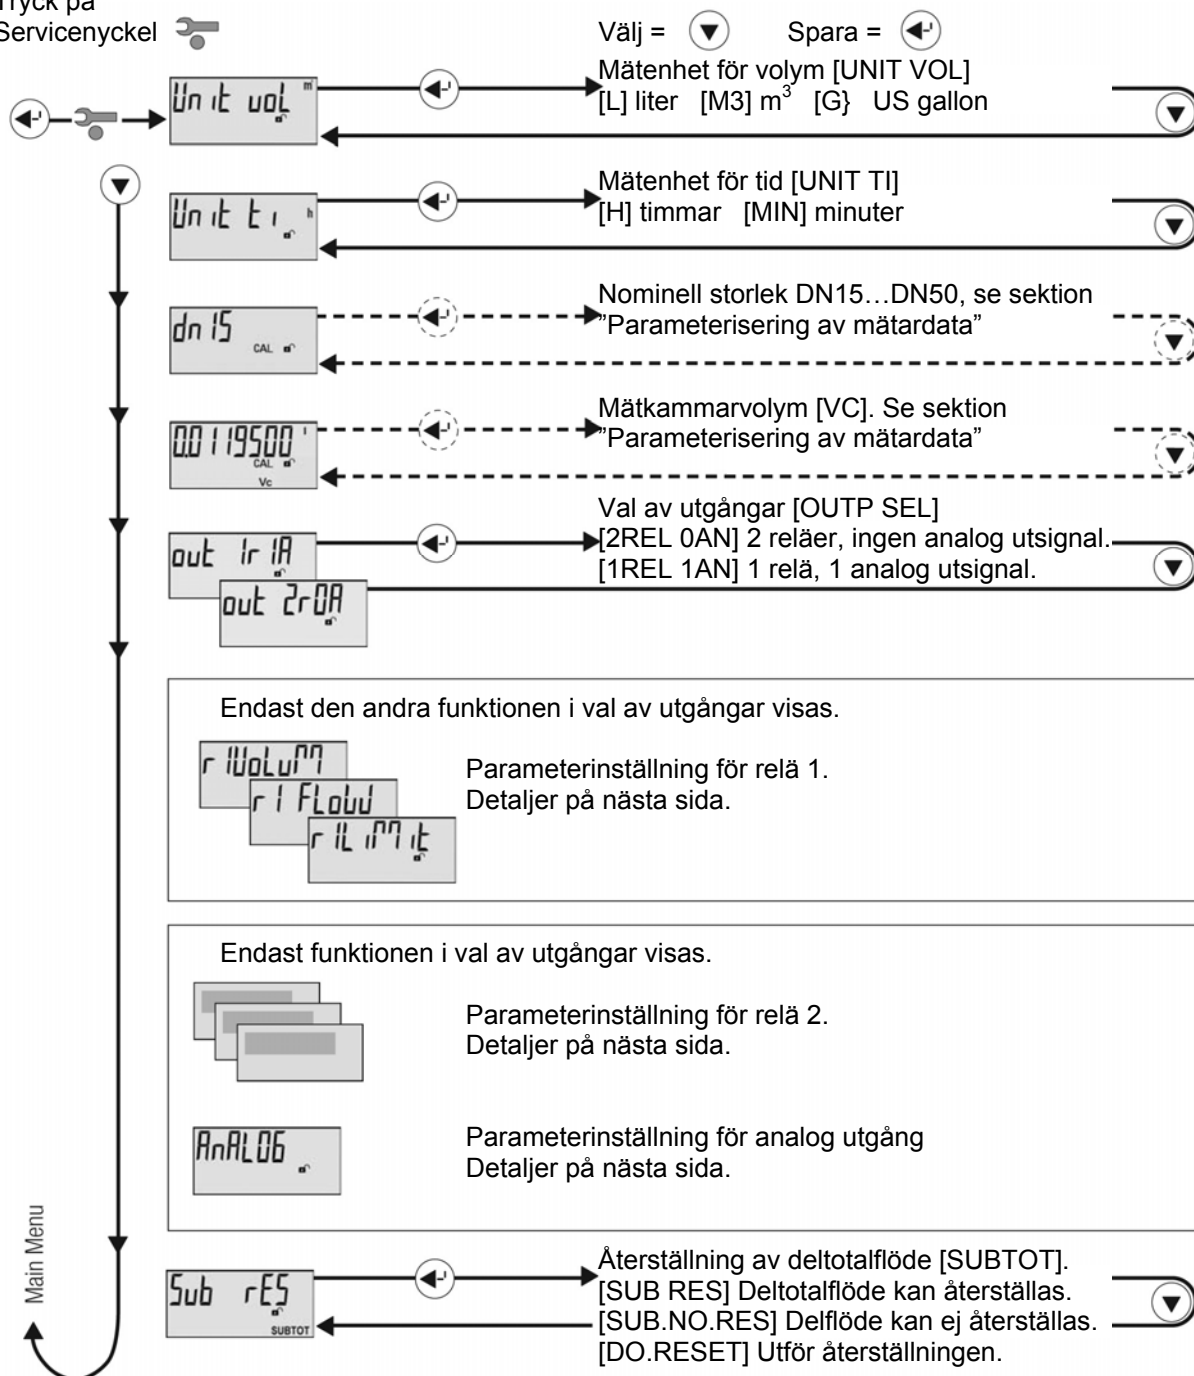 Tryck på
Servicenyckel
Välj = Spara =
Unit voL m³
Mätenhet för volym [UNIT VOL]
[L] liter [M3] m³ [G} US gallon
Unit ti h
Mätenhet för tid [UNIT TI]
[H] timmar [MIN] minuter
dn 15
CAL
Nominell storlek DN15…DN50, se sektion
”Parameterisering av mätardata”
0.0119500 l
CAL
Vc
Mätkammarvolym [VC]. Se sektion
”Parameterisering av mätardata”
out 1r1A
out 2r0A
Val av utgångar [OUTP SEL]
[2REL 0AN] 2 reläer, ingen analog utsignal.
[1REL 1AN] 1 relä, 1 analog utsignal.
Endast den andra funktionen i val av utgångar visas.
r1VoLuM
r1 FLoW
r1LiMit
Parameterinställning för relä 1.
Detaljer på nästa sida.
Endast funktionen i val av utgångar visas.
Parameterinställning för relä 2.
Detaljer på nästa sida.
AnALOG
Parameterinställning för analog utgång
Detaljer på nästa sida.
Main Menu
Sub rES
SUBTOT
Återställning av deltotalflöde [SUBTOT].
[SUB RES] Deltotalflöde kan återställas.
[SUB.NO.RES] Delflöde kan ej återställas.
[DO.RESET] Utför återställningen.